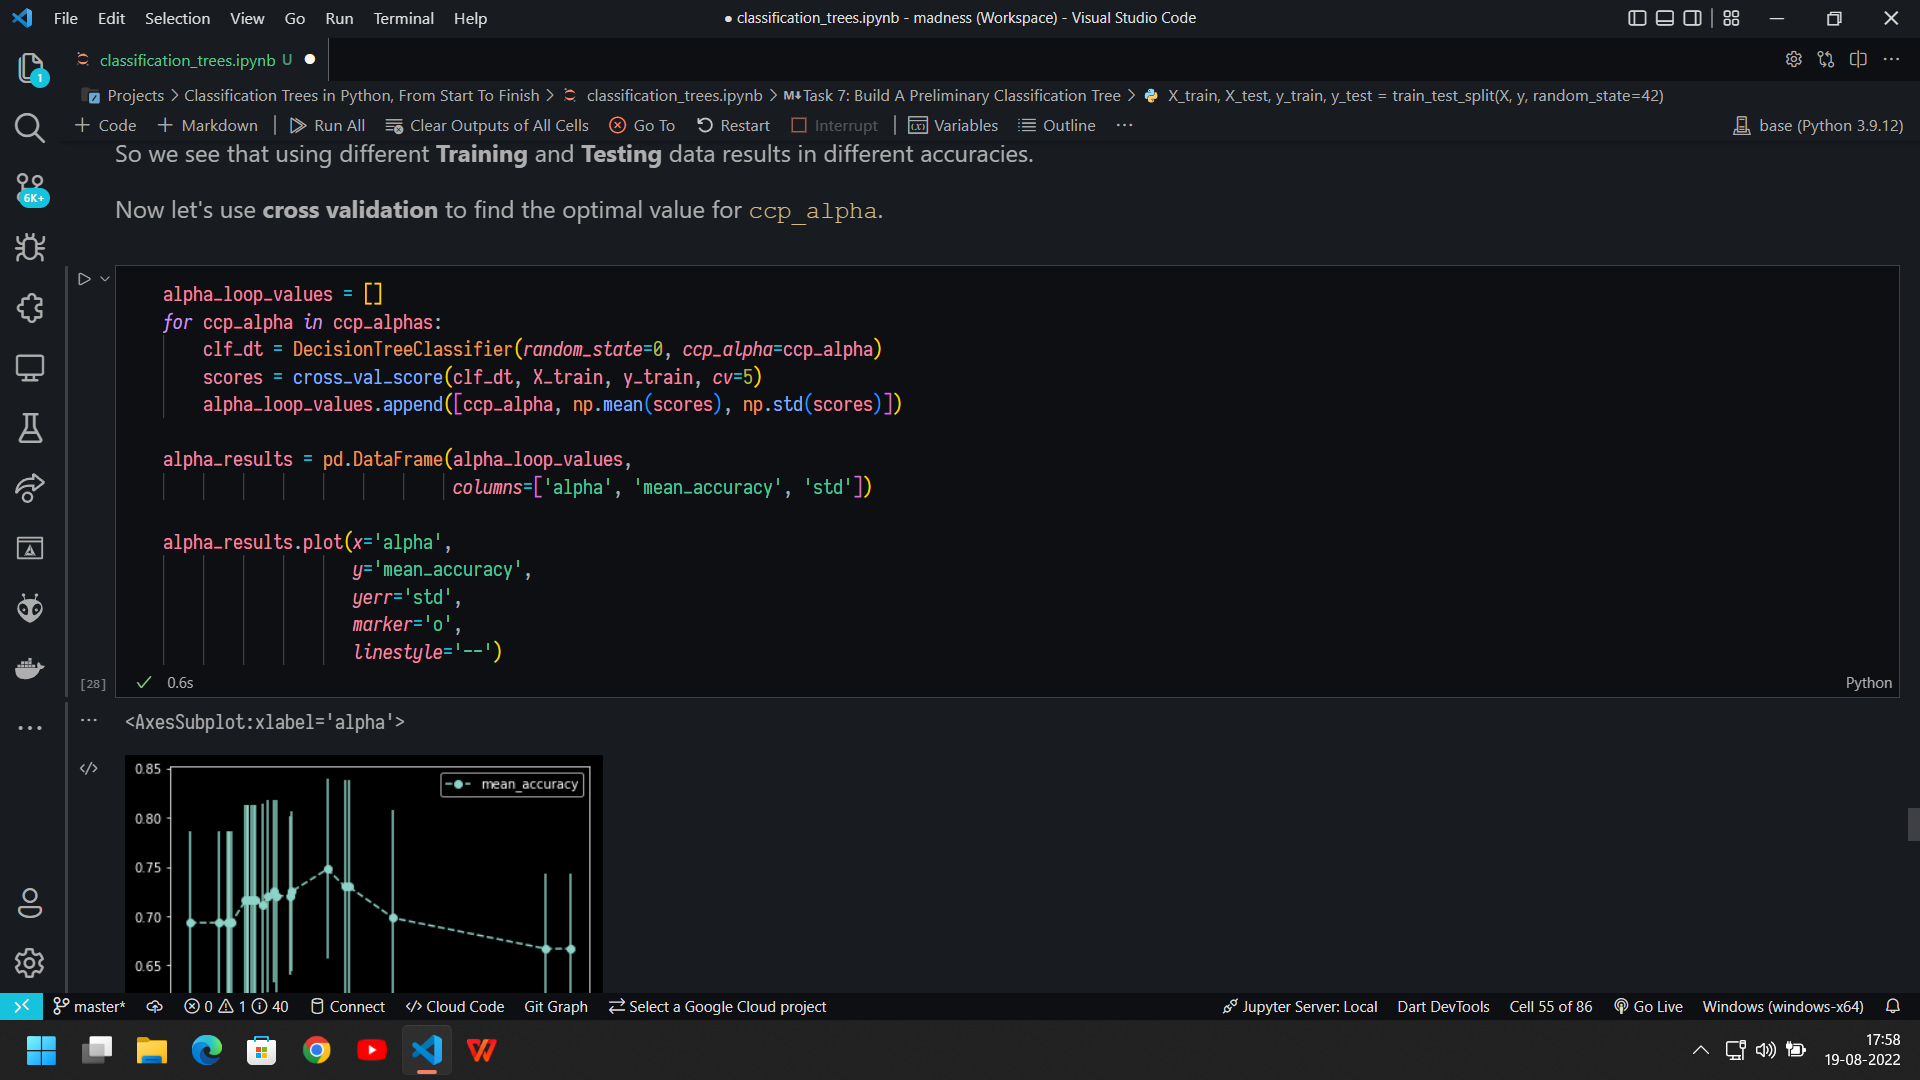 File Edit Selection View Go Run Terminal Help
● classification_trees.ipynb - madness (Workspace) - Visual Studio Code
classification_trees.ipynb U ●
1
Projects > Classification Trees in Python, From Start To Finish > classification_trees.ipynb > M↓Task 7: Build A Preliminary Classification Tree > X_train, X_test, y_train, y_test = train_test_split(X, y, random_state=42)
+ Code + Markdown | Run All Clear Outputs of All Cells Go To Restart Interrupt | Variables Outline ···
base (Python 3.9.12)
So we see that using different Training and Testing data results in different accuracies.
6K+
Now let's use cross validation to find the optimal value for ccp_alpha.
alpha_loop_values = []
for ccp_alpha in ccp_alphas:
    clf_dt = DecisionTreeClassifier(random_state=0, ccp_alpha=ccp_alpha)
    scores = cross_val_score(clf_dt, X_train, y_train, cv=5)
    alpha_loop_values.append([ccp_alpha, np.mean(scores), np.std(scores)])
alpha_results = pd.DataFrame(alpha_loop_values,
                             columns=['alpha', 'mean_accuracy', 'std'])
alpha_results.plot(x='alpha',
                   y='mean_accuracy',
                   yerr='std',
                   marker='o',
                   linestyle='--')
[28] 0.6s
Python
<AxesSubplot:xlabel='alpha'>
0.85
mean_accuracy
0.80
0.75
0.70
0.65
master* 0 1 40 Connect Cloud Code Git Graph Select a Google Cloud project
Jupyter Server: Local Dart DevTools Cell 55 of 86 Go Live Windows (windows-x64)
17:58
19-08-2022